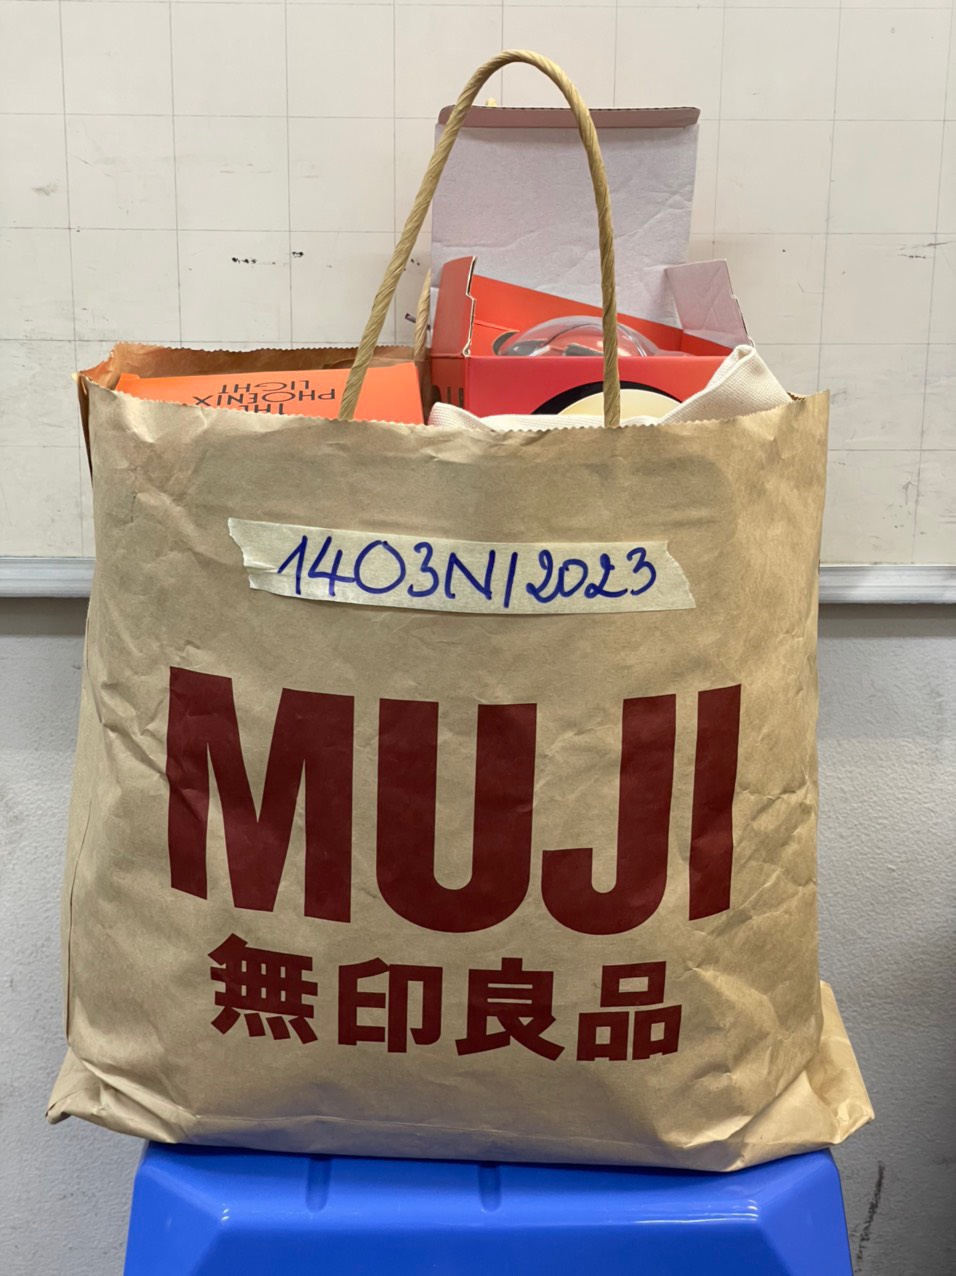 THE
PHOENIX
LIGHT
1403N/2023
MUJI
無印良品